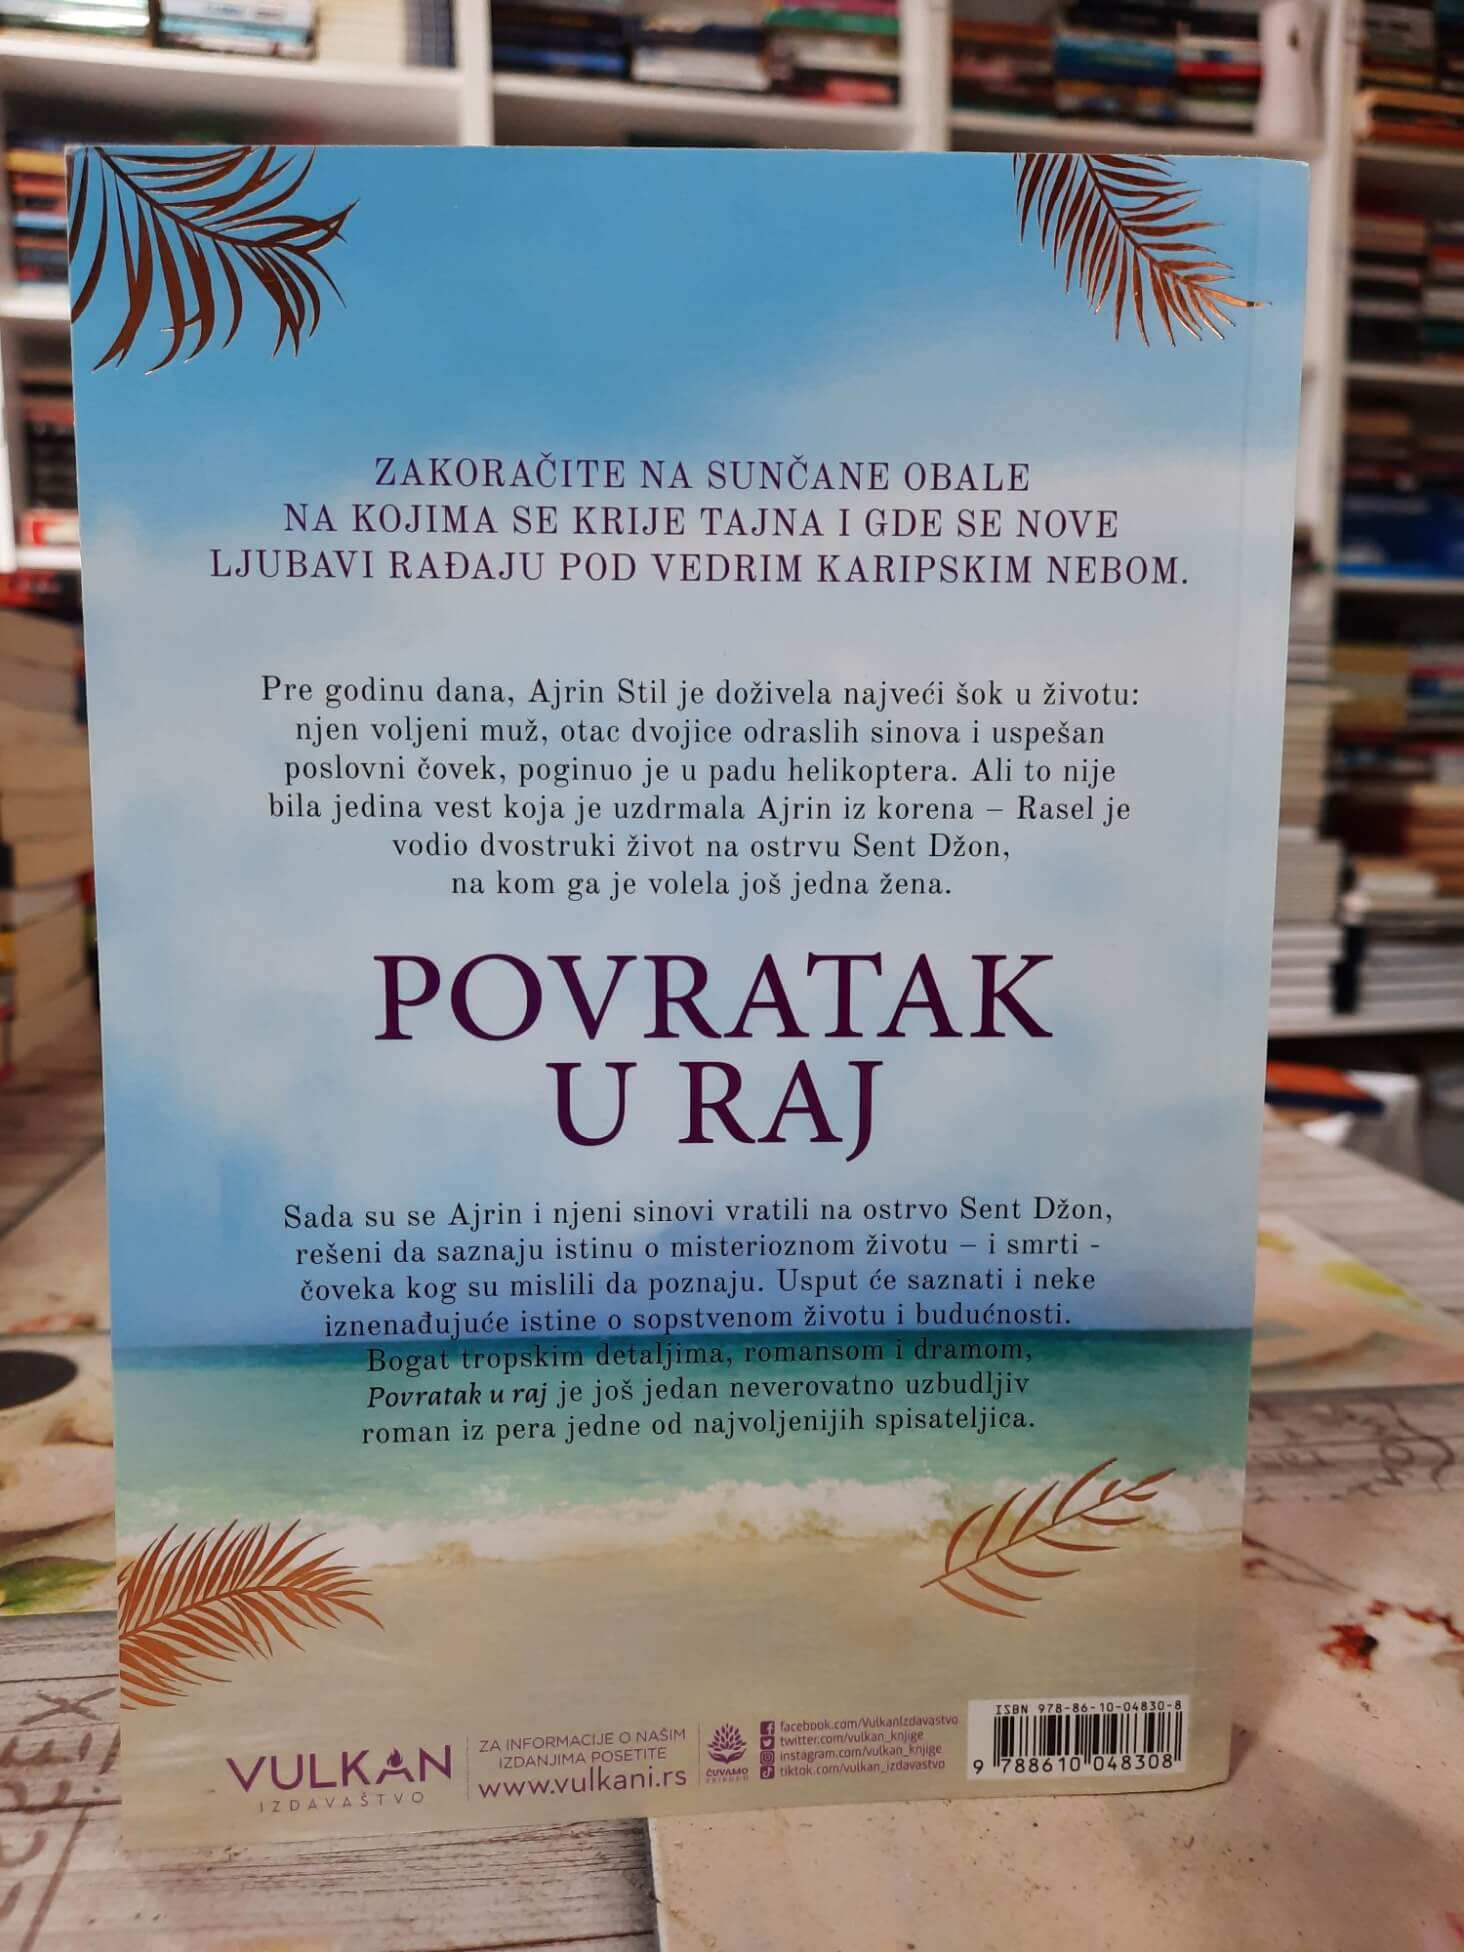 ZAKORAČITE NA SUNČANE OBALE
NA KOJIMA SE KRIJE TAJNA I GDE SE NOVE
LJUBAVI RAĐAJU POD VEDRIM KARIPSKIM NEBOM.
Pre godinu dana, Ajrin Stil je doživela najveći šok u životu:
njen voljeni muž, otac dvojice odraslih sinova i uspešan
poslovni čovek, poginuo je u padu helikoptera. Ali to nije
bila jedina vest koja je uzdrmala Ajrin iz korena – Rasel je
vodio dvostruki život na ostrvu Sent Džon,
na kom ga je volela još jedna žena.
POVRATAK
U RAJ
Sada su se Ajrin i njeni sinovi vratili na ostrvo Sent Džon,
rešeni da saznaju istinu o misterioznom životu – i smrti -
čoveka kog su mislili da poznaju. Usput će saznati i neke
iznenađujuće istine o sopstvenom životu i budućnosti.
Bogat tropskim detaljima, romansom i dramom,
Povratak u raj je još jedan neverovatno uzbudljiv
roman iz pera jedne od najvoljenijih spisateljica.
VULKAN
IZDAVAŠTVO
ZA INFORMACIJE O NAŠIM
IZDANJIMA POSETITE
www.vulkani.rs
ČUVAMO
PRIRODU
facebook.com/VulkanIzdavastvo
twitter.com/vulkan_knjige
instagram.com/vulkan_knjige
tiktok.com/vulkan_izdavastvo
ISBN 978-86-10-04830-8
9 788610 048308